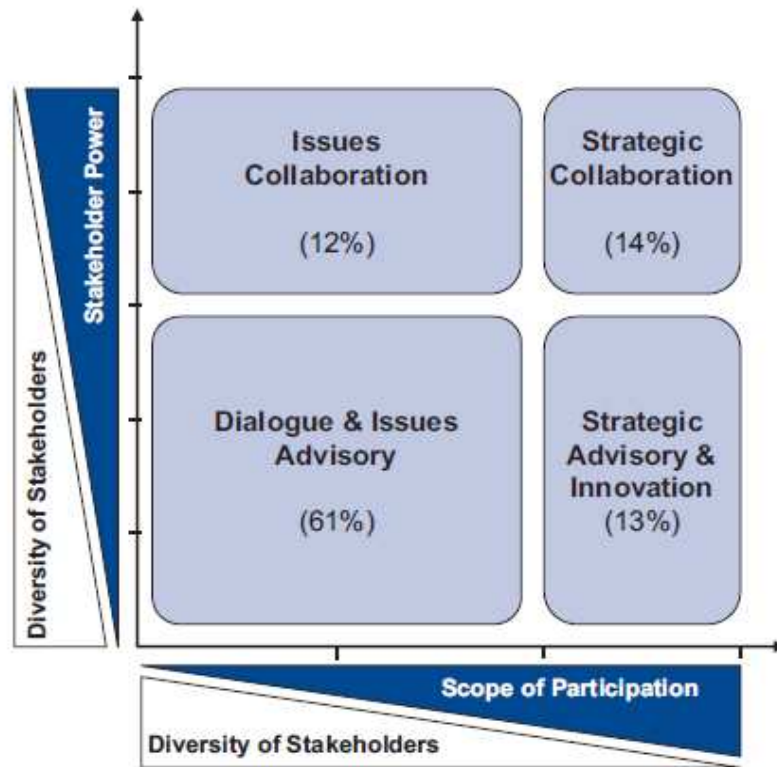 Stakeholder Power
Diversity of Stakeholders
Issues
Collaboration
(12%)
Strategic
Collaboration
(14%)
Dialogue & Issues
Advisory
(61%)
Strategic
Advisory &
Innovation
(13%)
Scope of Participation
Diversity of Stakeholders